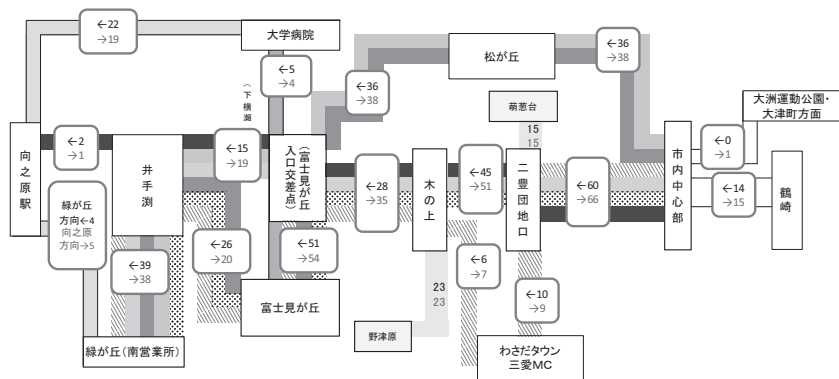 ←22
→19
大学病院
←5
→4
(下横瀬
←36
→38
松が丘
←36
→38
大洲運動公園・
大津町方面
萌葱台
15
15
向之原駅
←2
→1
井手渕
←15
→19
(富士見が丘
入口交差点)
←28
→35
木の上
←45
→51
二豊団地口
←60
→66
市内中心部
←0
→1
←14
→15
鶴崎
緑が丘
方向←4
向之原
方向→5
←39
→38
←26
→20
←51
→54
←6
→7
←10
→9
23
23
富士見が丘
野津原
緑が丘(南営業所)
わさだタウン
三愛MC